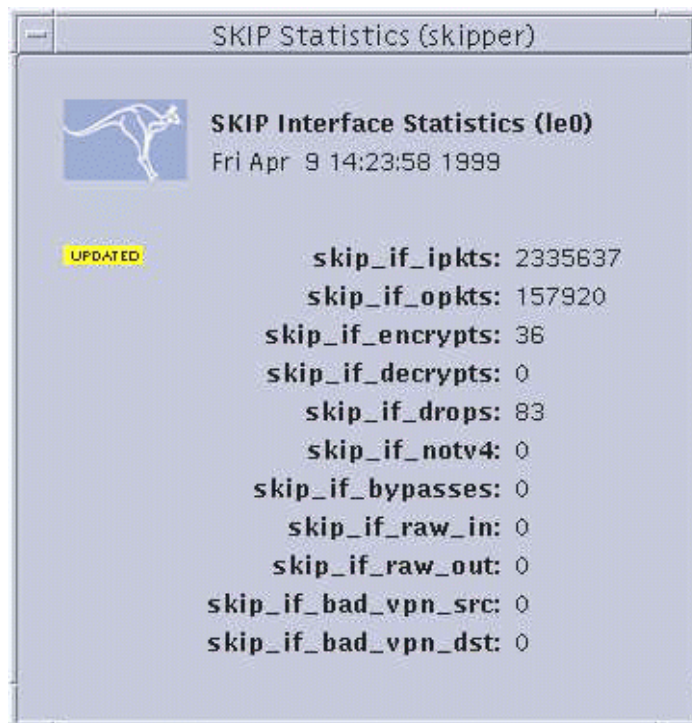 SKIP Statistics (skipper)
SKIP Interface Statistics (le0)
Fri Apr  9 14:23:58 1999
UPDATED skip_if_ipkts: 2335637
skip_if_opkts: 157920
skip_if_encrypts: 36
skip_if_decrypts: 0
skip_if_drops: 83
skip_if_notv4: 0
skip_if_bypasses: 0
skip_if_raw_in: 0
skip_if_raw_out: 0
skip_if_bad_vpn_src: 0
skip_if_bad_vpn_dst: 0